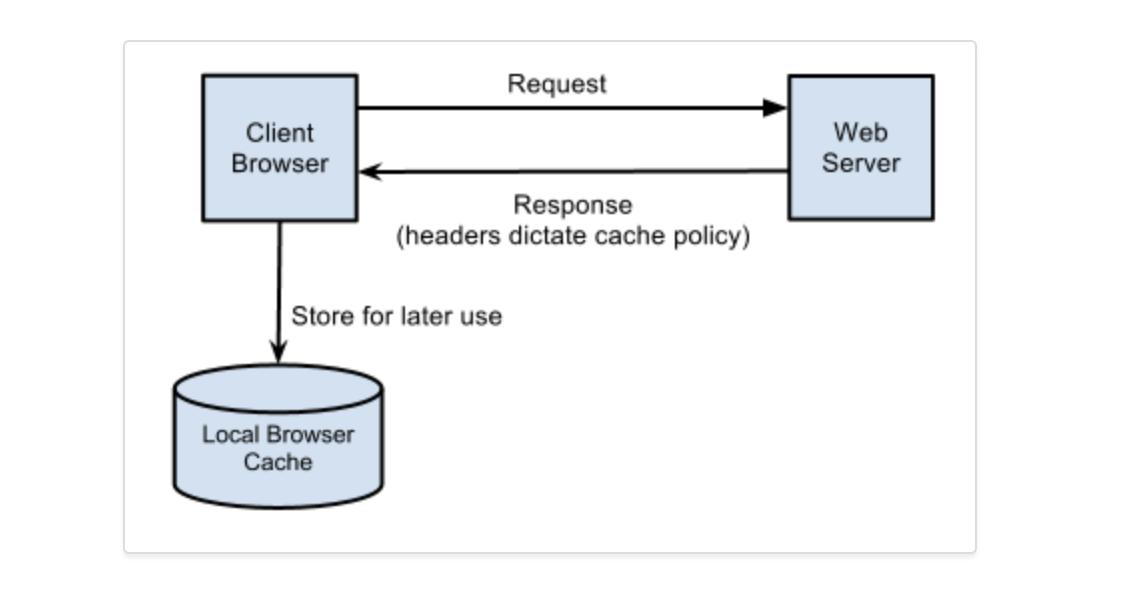 Request
Client
Browser
Web
Server
Response
(headers dictate cache policy)
Store for later use
Local Browser
Cache